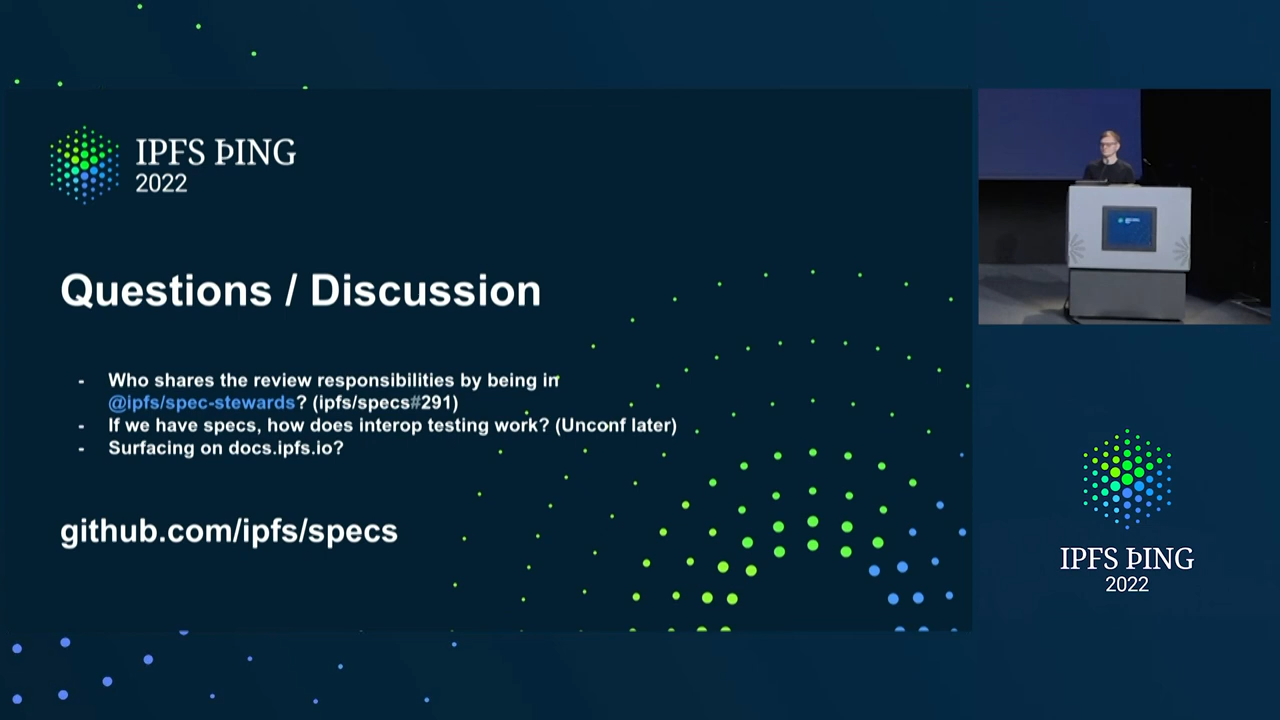 IPFS ÞING
2022
Questions / Discussion
- Who shares the review responsibilities by being in
@ipfs/spec-stewards? (ipfs/specs#291)
- If we have specs, how does interop testing work? (Unconf later)
- Surfacing on docs.ipfs.io?
github.com/ipfs/specs
IPFS ÞING
2022